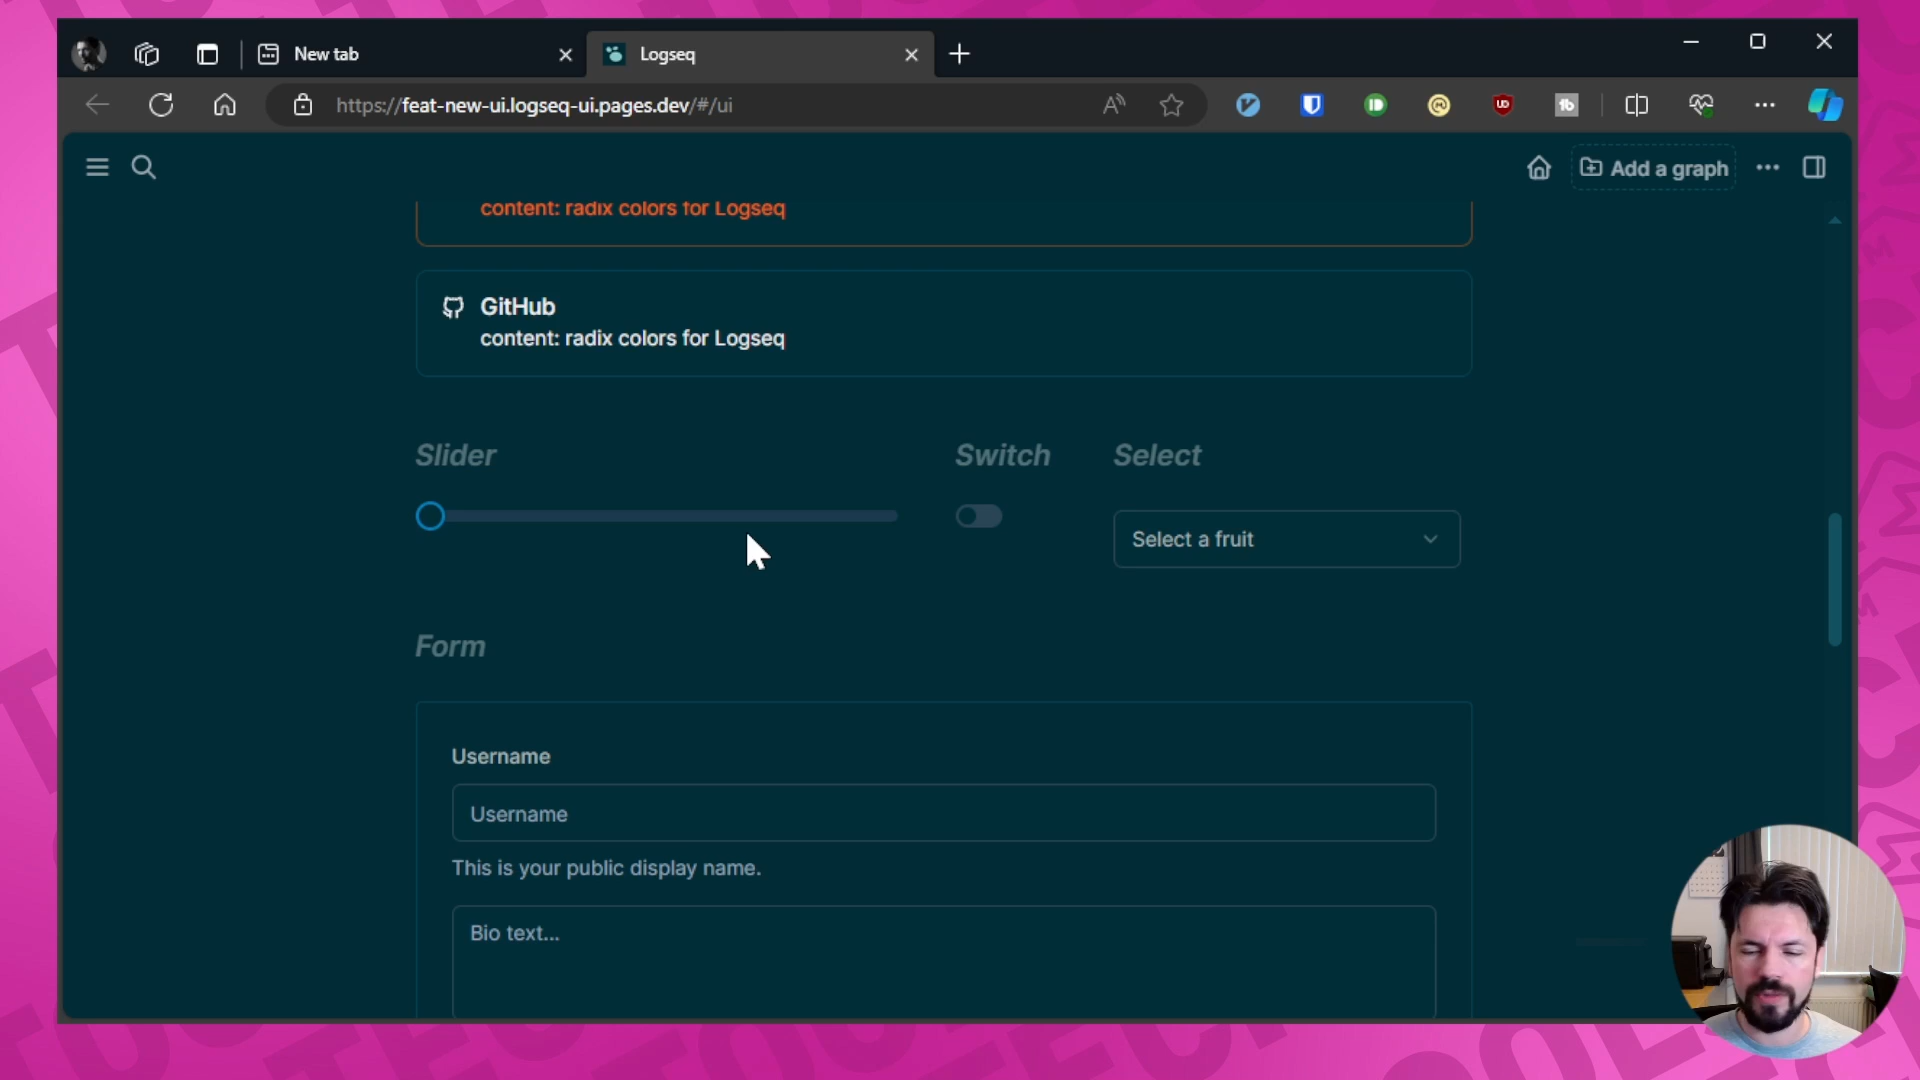 New tab
Logseq
https://feat-new-ui.logseq-ui.pages.dev/#/ui
Add a graph
content: radix colors for Logseq
GitHub
content: radix colors for Logseq
Slider
Switch
Select
Select a fruit
Form
Username
Username
This is your public display name.
Bio text...